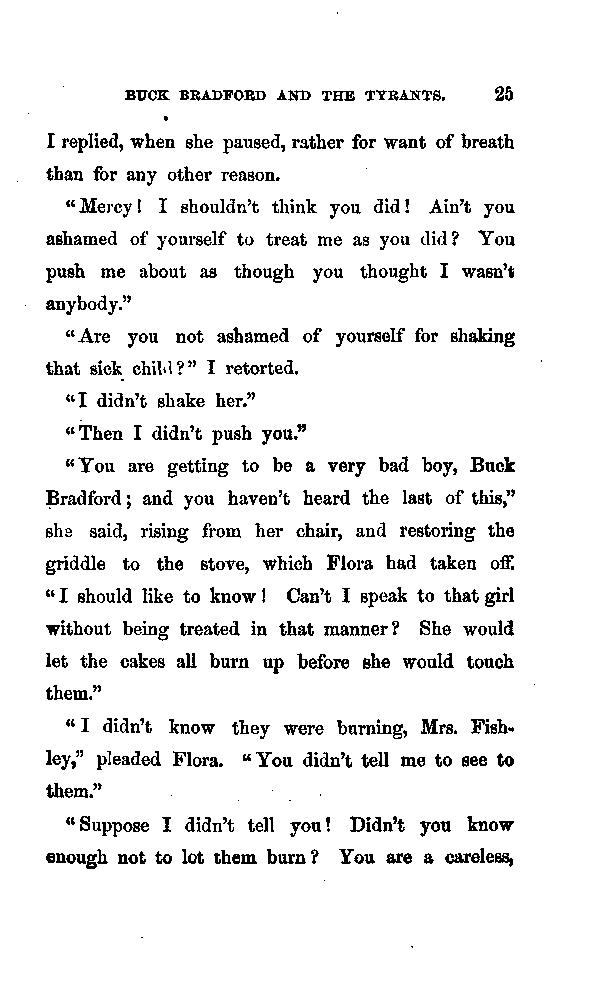 BUCK BRADFORD AND THE TYRANTS. 25
I replied, when she paused, rather for want of breath
than for any other reason.
“Mercy! I shouldn’t think you did! Ain’t you
ashamed of yourself to treat me as you did? You
push me about as though you thought I wasn’t
anybody.”
“Are you not ashamed of yourself for shaking
that sick child?” I retorted.
“I didn’t shake her.”
“Then I didn’t push you.”
“You are getting to be a very bad boy, Buck
Bradford; and you haven’t heard the last of this,”
she said, rising from her chair, and restoring the
griddle to the stove, which Flora had taken off.
“I should like to know! Can’t I speak to that girl
without being treated in that manner? She would
let the cakes all burn up before she would touch
them.”
“I didn’t know they were burning, Mrs. Fish-
ley,” pleaded Flora. “You didn’t tell me to see to
them.”
“Suppose I didn’t tell you! Didn’t you know
enough not to let them burn? You are a careless,